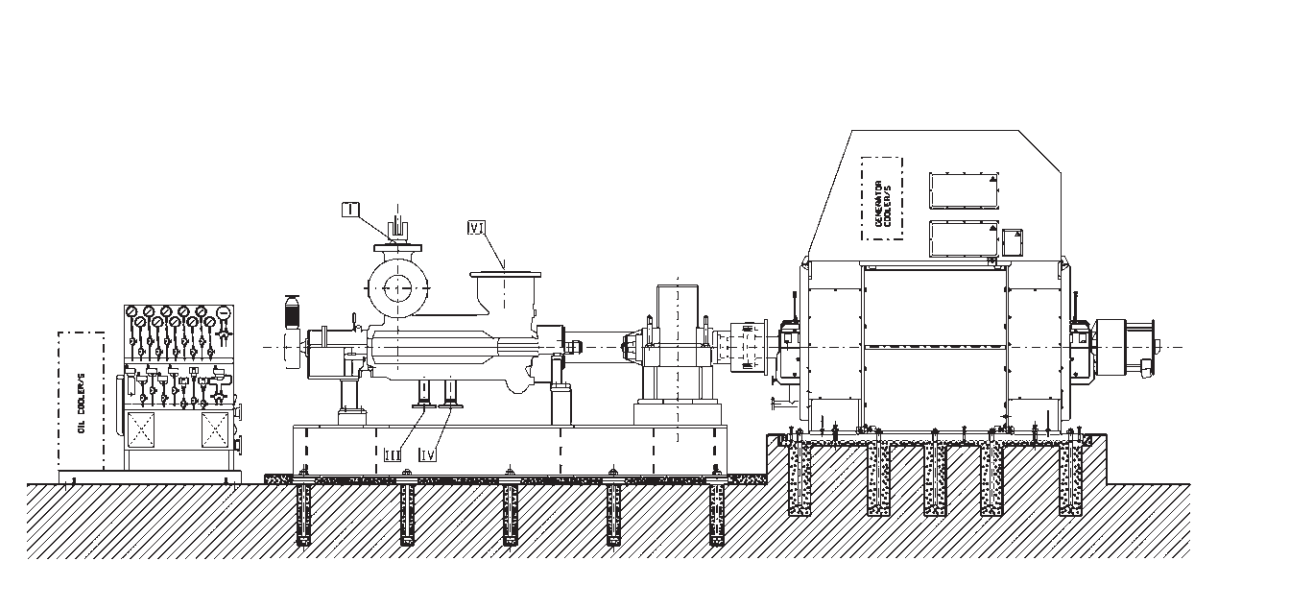 I
VI
GENERATOR
COOLER/S
OIL COOLER/S
III
IV